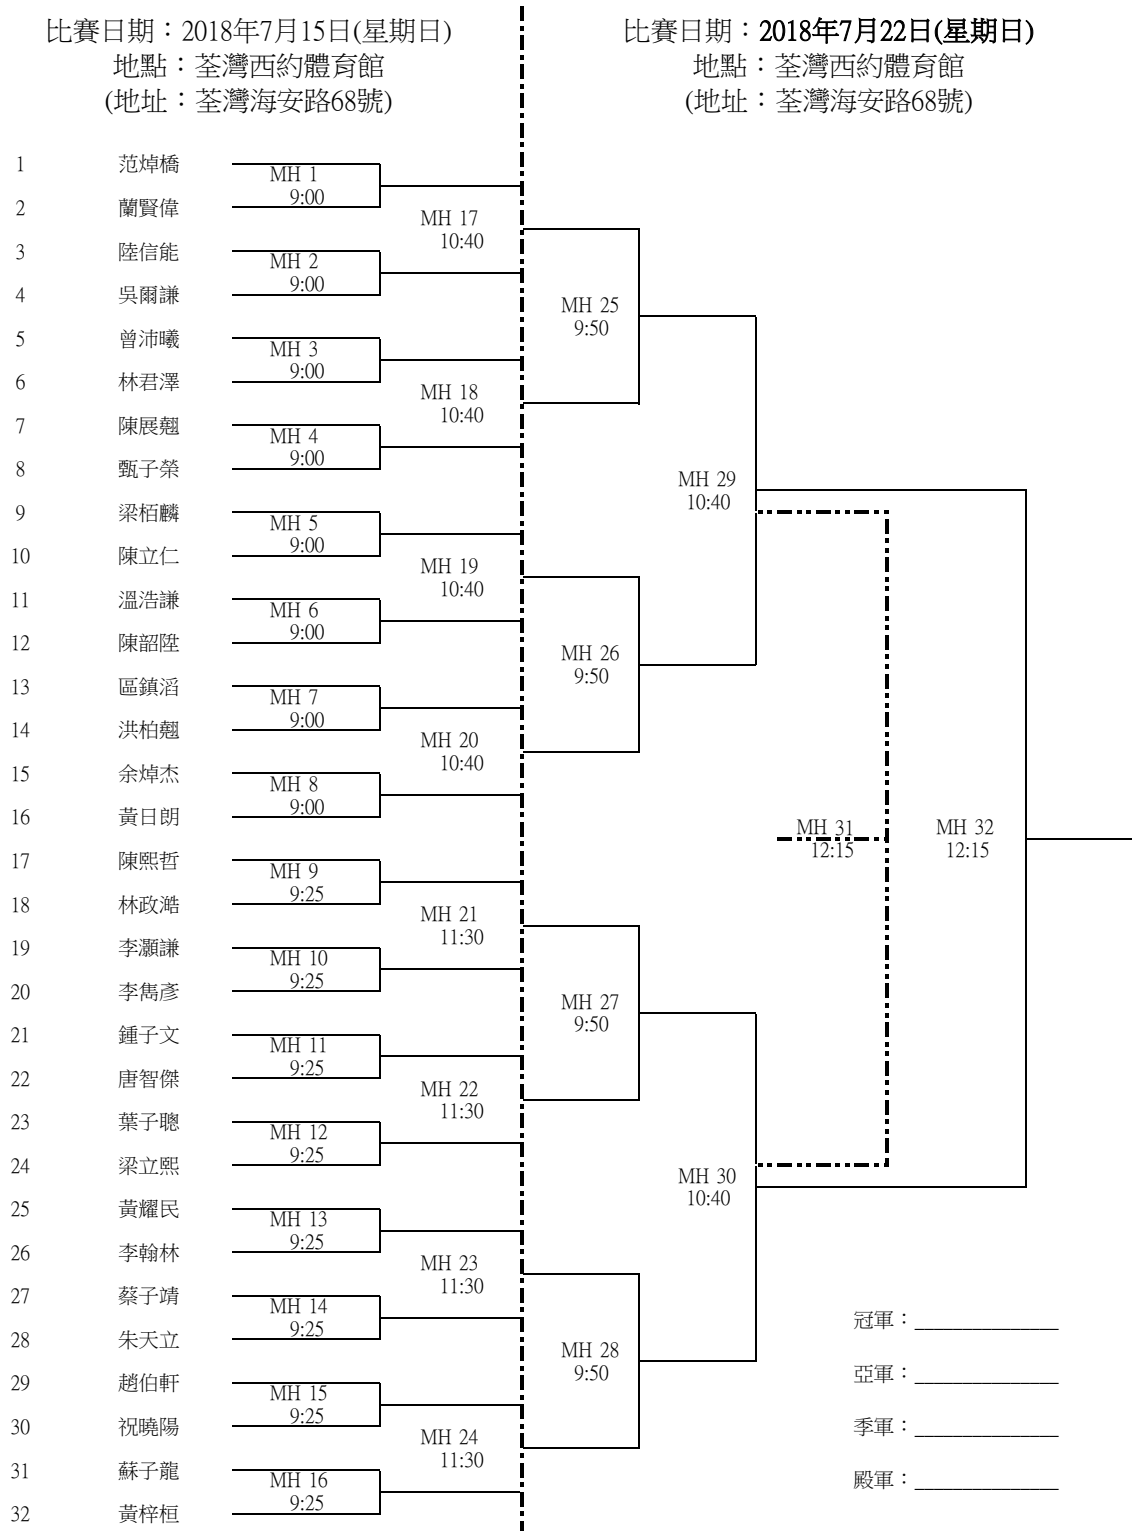 比賽日期：2018年7月15日(星期日)
地點：荃灣西約體育館
(地址：荃灣海安路68號)
比賽日期：2018年7月22日(星期日)
地點：荃灣西約體育館
(地址：荃灣海安路68號)
1 范焯橋
MH 1
9:00
2 蘭賢偉
MH 17
10:40
3 陸信能
MH 2
9:00
4 吳爾謙
MH 25
9:50
5 曾沛曦
MH 3
9:00
6 林君澤
MH 18
10:40
7 陳展翹
MH 4
9:00
8 甄子榮
MH 29
10:40
9 梁栢麟
MH 5
9:00
10 陳立仁
MH 19
10:40
11 溫浩謙
MH 6
9:00
12 陳韶陞
MH 26
9:50
13 區鎮滔
MH 7
9:00
14 洪柏翹
MH 20
10:40
15 余焯杰
MH 8
9:00
16 黃日朗
MH 31
12:15
MH 32
12:15
17 陳熙哲
MH 9
9:25
18 林政澔
MH 21
11:30
19 李灝謙
MH 10
9:25
20 李雋彥
MH 27
9:50
21 鍾子文
MH 11
9:25
22 唐智傑
MH 22
11:30
23 葉子聰
MH 12
9:25
24 梁立熙
MH 30
10:40
25 黃耀民
MH 13
9:25
26 李翰林
MH 23
11:30
27 蔡子靖
MH 14
9:25
28 朱天立
冠軍：_______________
MH 28
9:50
29 趙伯軒
亞軍：_______________
MH 15
9:25
30 祝曉陽
季軍：_______________
MH 24
11:30
31 蘇子龍
殿軍：_______________
MH 16
9:25
32 黃梓桓